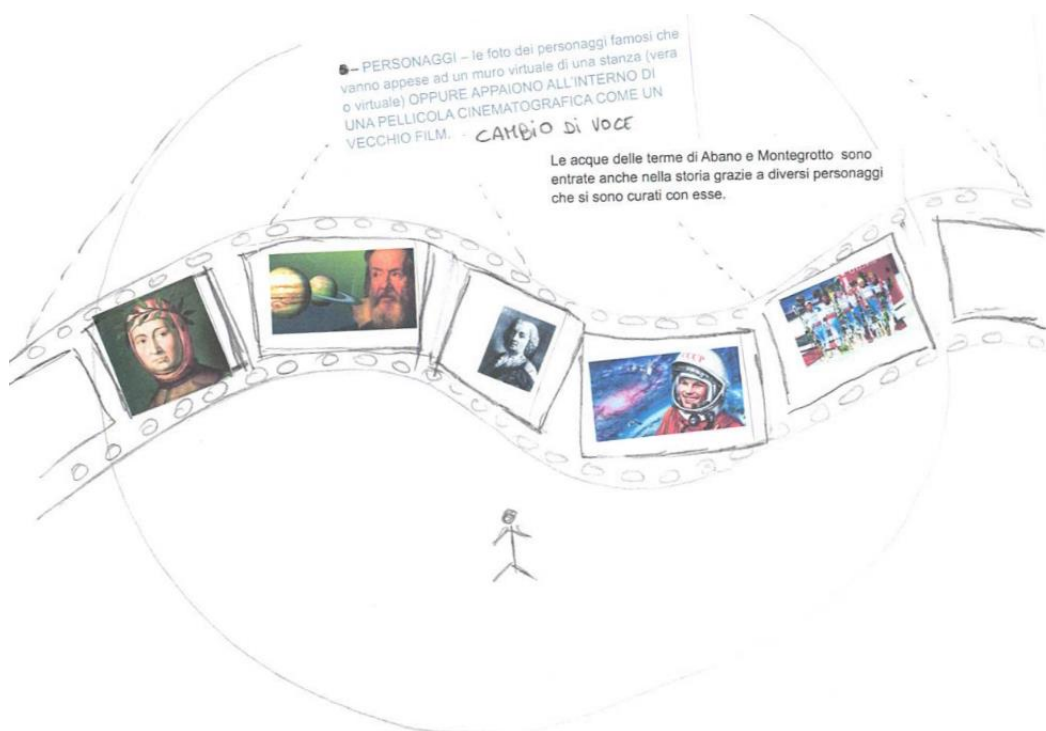 5 – PERSONAGGI – le foto dei personaggi famosi che
vanno appese ad un muro virtuale di una stanza (vera
o virtuale) OPPURE APPAIONO ALL'INTERNO DI
UNA PELLICOLA CINEMATOGRAFICA COME UN
VECCHIO FILM. - CAMBIO DI VOCE
Le acque delle terme di Abano e Montegrotto sono
entrate anche nella storia grazie a diversi personaggi
che si sono curati con esse.
CCCP